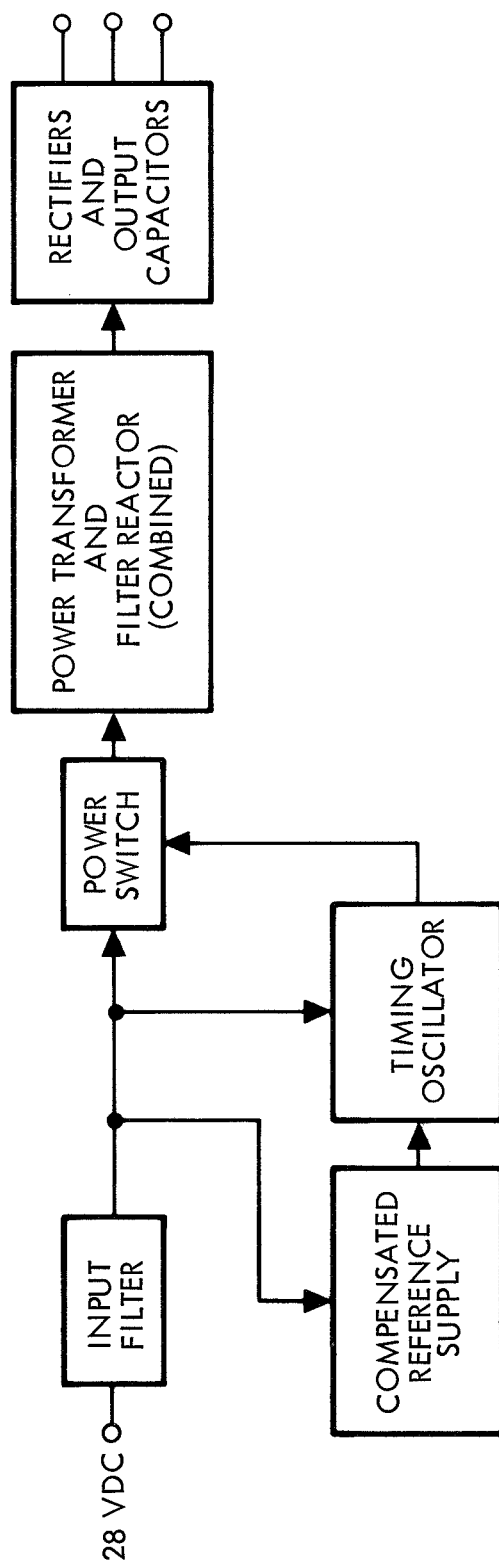 28 VDC
INPUT
FILTER
POWER
SWITCH
POWER TRANSFORMER
AND
FILTER REACTOR
(COMBINED)
RECTIFIERS
AND
OUTPUT
CAPACITORS
COMPENSATED
REFERENCE
SUPPLY
TIMING
OSCILLATOR